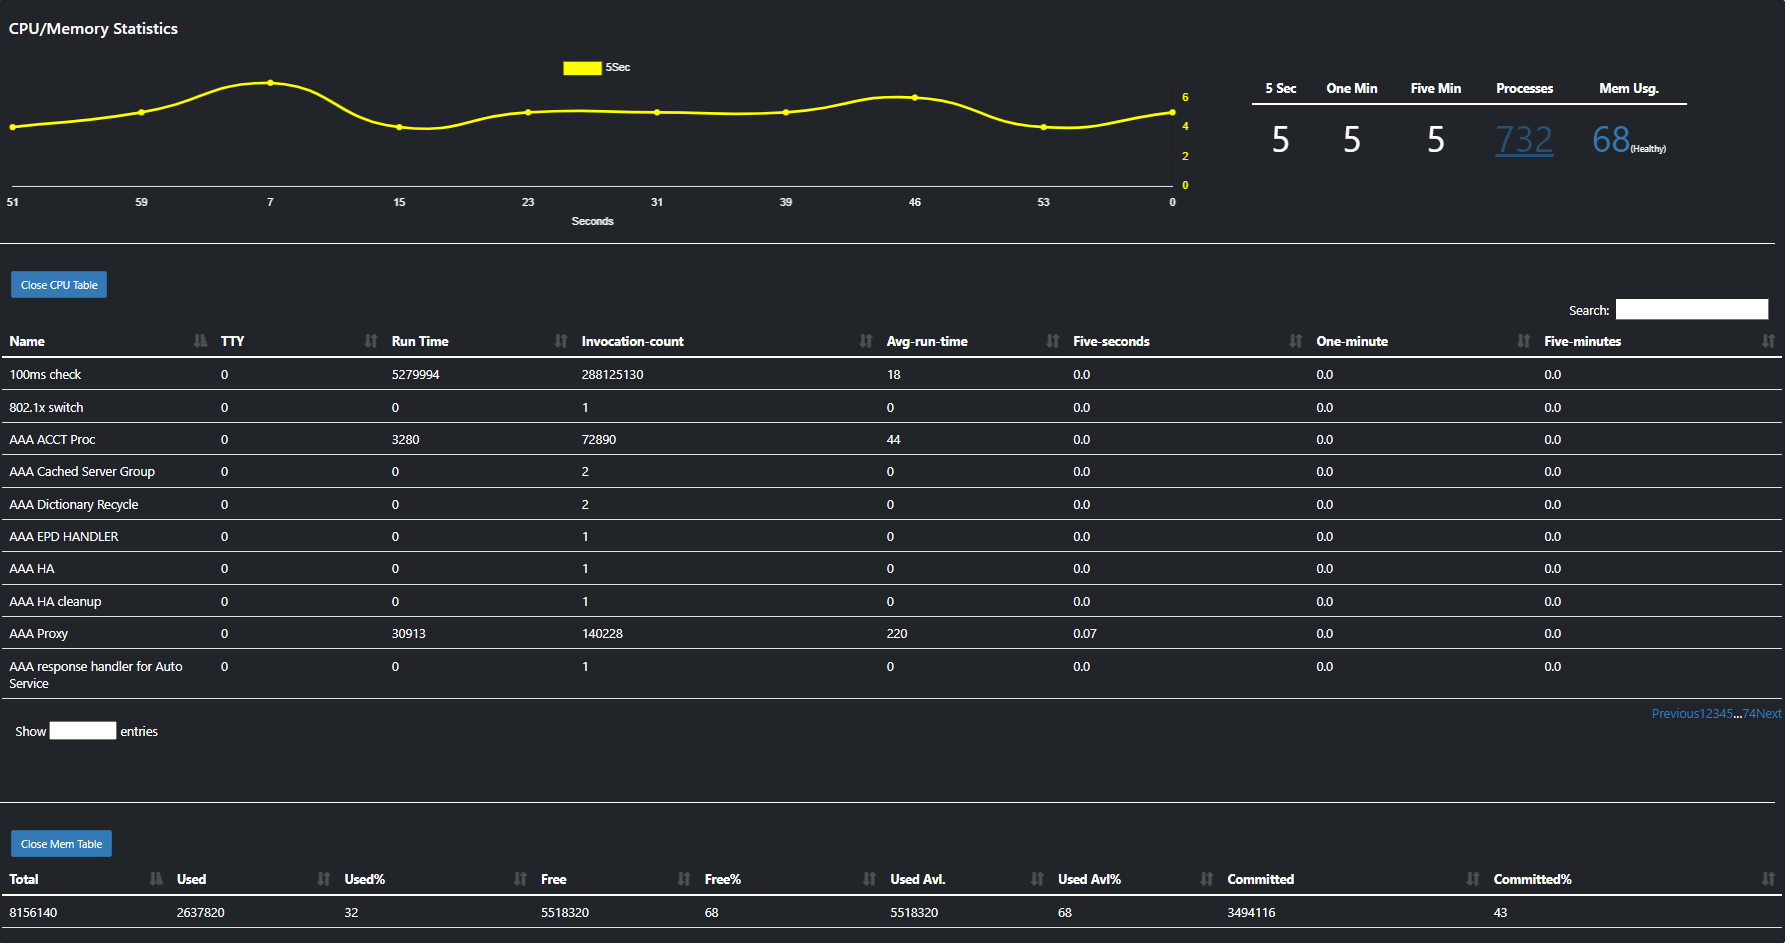 CPU/Memory Statistics
5Sec
6
4
2
0
51 59 7 15 23 31 39 46 53 0
Seconds
5 Sec One Min Five Min Processes Mem Usg.
5 5 5 732 68(Healthy)
Close CPU Table
Search:
Name TTY Run Time Invocation-count Avg-run-time Five-seconds One-minute Five-minutes
100ms check 0 5279994 288125130 18 0.0 0.0 0.0
802.1x switch 0 0 1 0 0.0 0.0 0.0
AAA ACCT Proc 0 3280 72890 44 0.0 0.0 0.0
AAA Cached Server Group 0 0 2 0 0.0 0.0 0.0
AAA Dictionary Recycle 0 0 2 0 0.0 0.0 0.0
AAA EPD HANDLER 0 0 1 0 0.0 0.0 0.0
AAA HA 0 0 1 0 0.0 0.0 0.0
AAA HA cleanup 0 0 1 0 0.0 0.0 0.0
AAA Proxy 0 30913 140228 220 0.07 0.0 0.0
AAA response handler for Auto 0 0 1 0 0.0 0.0 0.0
Service
Previous12345...74Next
Show entries
Close Mem Table
Total Used Used% Free Free% Used Avl. Used Avl% Committed Committed%
8156140 2637820 32 5518320 68 5518320 68 3494116 43